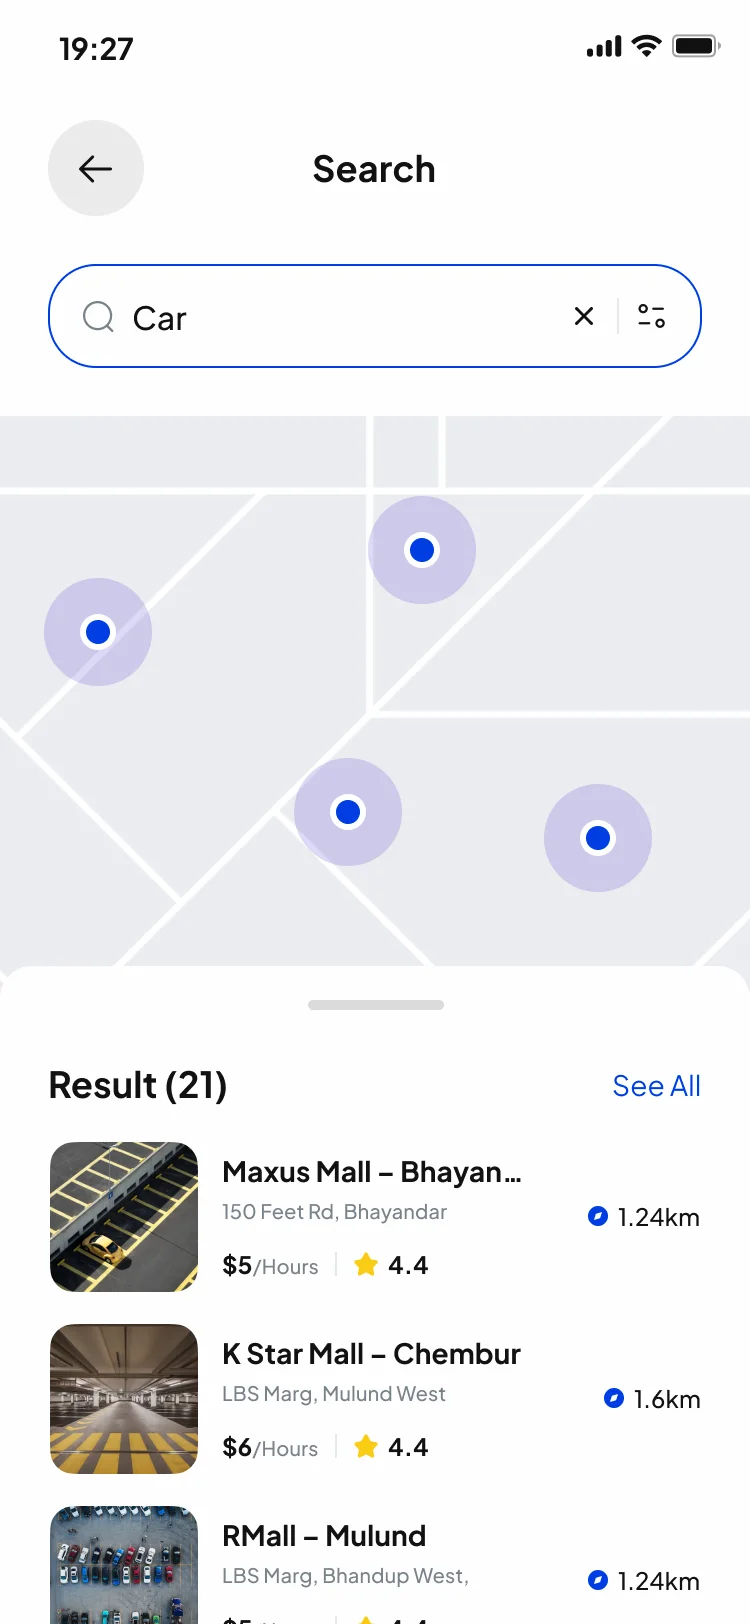 19:27
Search
Car
Result (21)
See All
Maxus Mall – Bhayan...
150 Feet Rd, Bhayandar
1.24km
$5/Hours
4.4
K Star Mall – Chembur
LBS Marg, Mulund West
1.6km
$6/Hours
4.4
RMall – Mulund
LBS Marg, Bhandup West,
1.24km